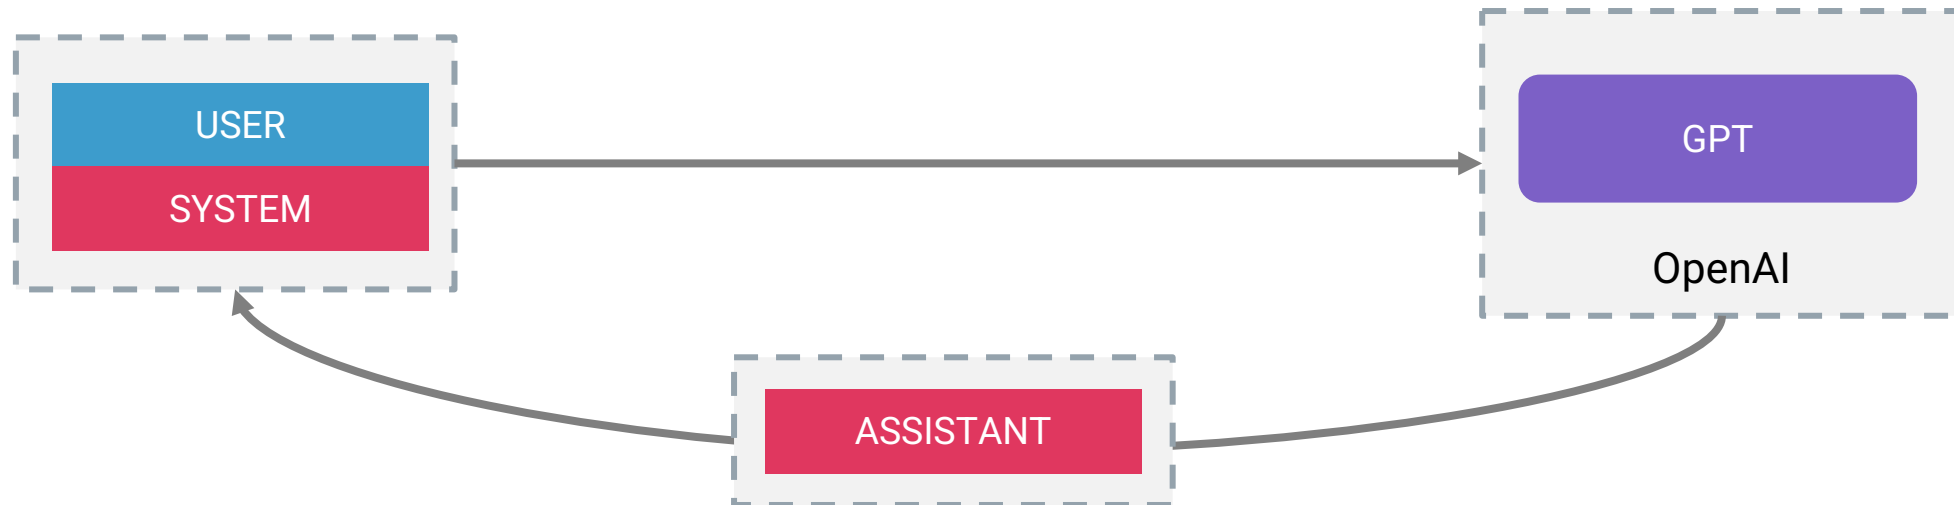 USER
SYSTEM
GPT
OpenAI
ASSISTANT